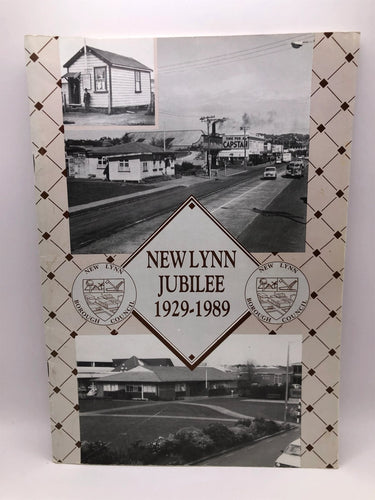 CAPSTAN
NEW LYNN
JUBILEE
1929-1989
NEW LYNN
BOROUGH COUNCIL
NEW LYNN
BOROUGH COUNCIL